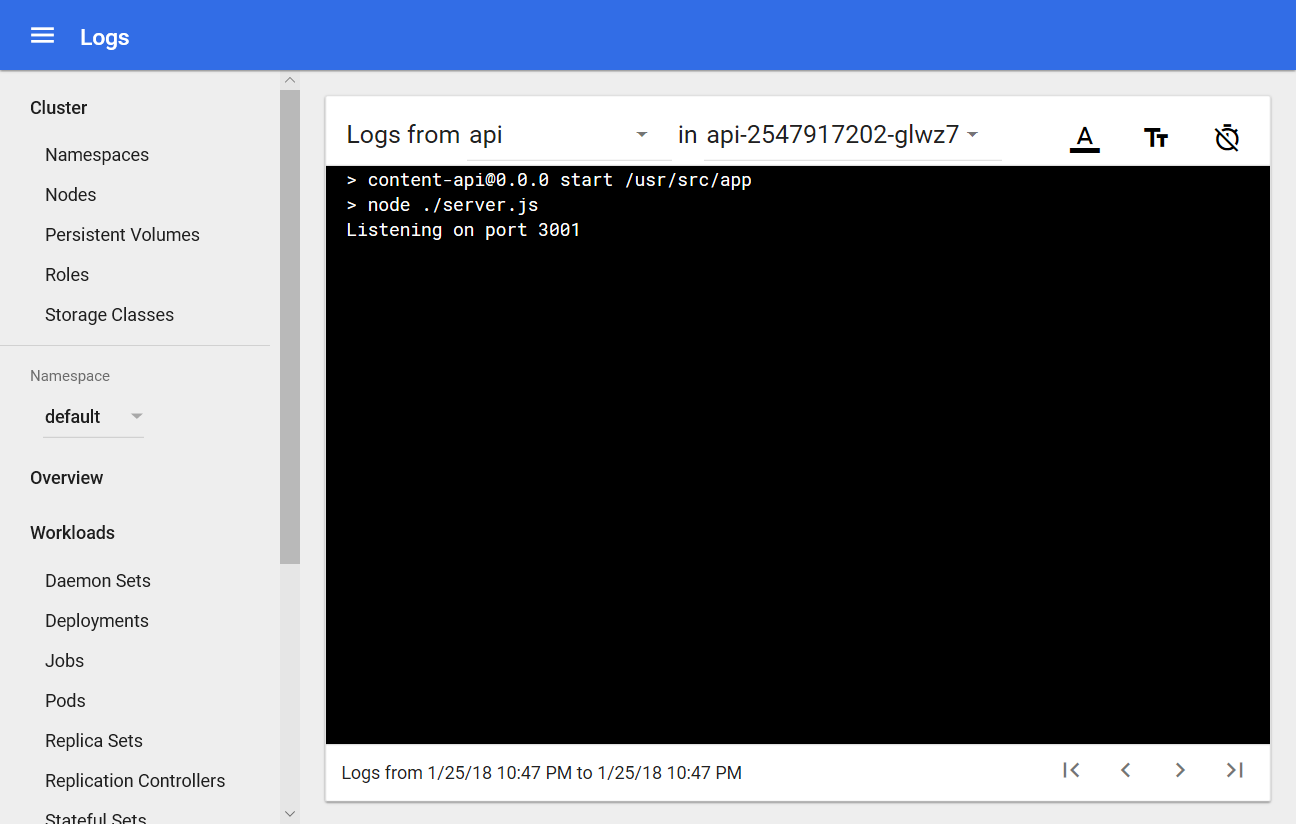 Logs
Cluster
Namespaces
Nodes
Persistent Volumes
Roles
Storage Classes
Namespace
default
Overview
Workloads
Daemon Sets
Deployments
Jobs
Pods
Replica Sets
Replication Controllers
Stateful Sets
Logs from api in api-2547917202-glwz7
> content-api@0.0.0 start /usr/src/app
> node ./server.js
Listening on port 3001
Logs from 1/25/18 10:47 PM to 1/25/18 10:47 PM